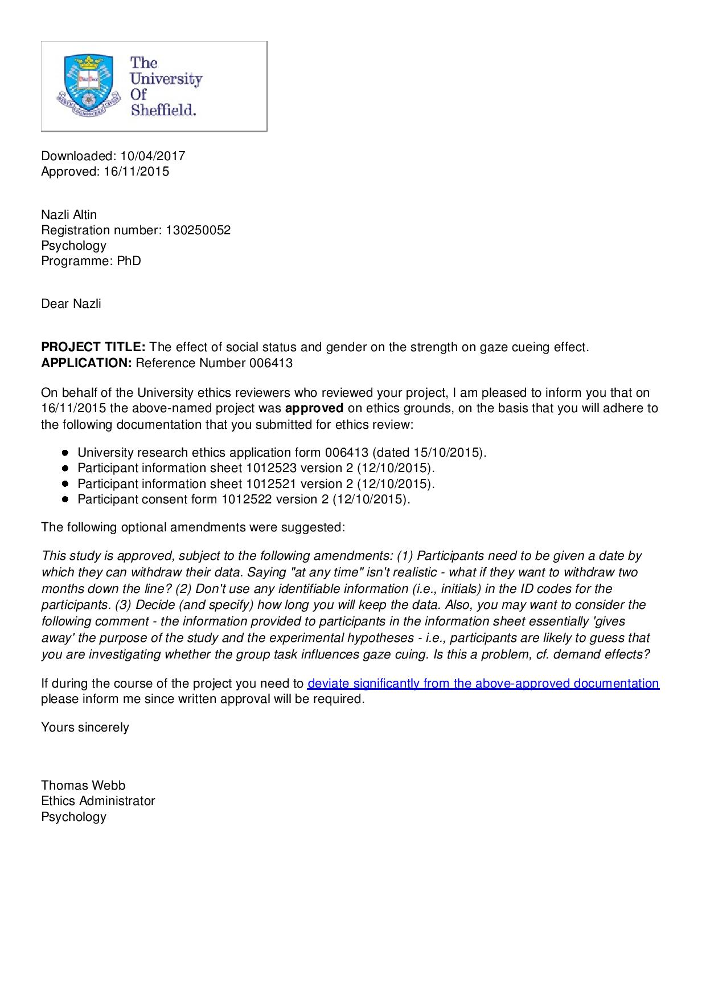 The
University
Of
Sheffield.
Downloaded: 10/04/2017
Approved: 16/11/2015
Nazli Altin
Registration number: 130250052
Psychology
Programme: PhD
Dear Nazli
PROJECT TITLE: The effect of social status and gender on the strength on gaze cueing effect.
APPLICATION: Reference Number 006413
On behalf of the University ethics reviewers who reviewed your project, I am pleased to inform you that on
16/11/2015 the above-named project was approved on ethics grounds, on the basis that you will adhere to
the following documentation that you submitted for ethics review:
● University research ethics application form 006413 (dated 15/10/2015).
● Participant information sheet 1012523 version 2 (12/10/2015).
● Participant information sheet 1012521 version 2 (12/10/2015).
● Participant consent form 1012522 version 2 (12/10/2015).
The following optional amendments were suggested:
This study is approved, subject to the following amendments: (1) Participants need to be given a date by
which they can withdraw their data. Saying "at any time" isn't realistic - what if they want to withdraw two
months down the line? (2) Don't use any identifiable information (i.e., initials) in the ID codes for the
participants. (3) Decide (and specify) how long you will keep the data. Also, you may want to consider the
following comment - the information provided to participants in the information sheet essentially 'gives
away' the purpose of the study and the experimental hypotheses - i.e., participants are likely to guess that
you are investigating whether the group task influences gaze cuing. Is this a problem, cf. demand effects?
If during the course of the project you need to deviate significantly from the above-approved documentation
please inform me since written approval will be required.
Yours sincerely
Thomas Webb
Ethics Administrator
Psychology